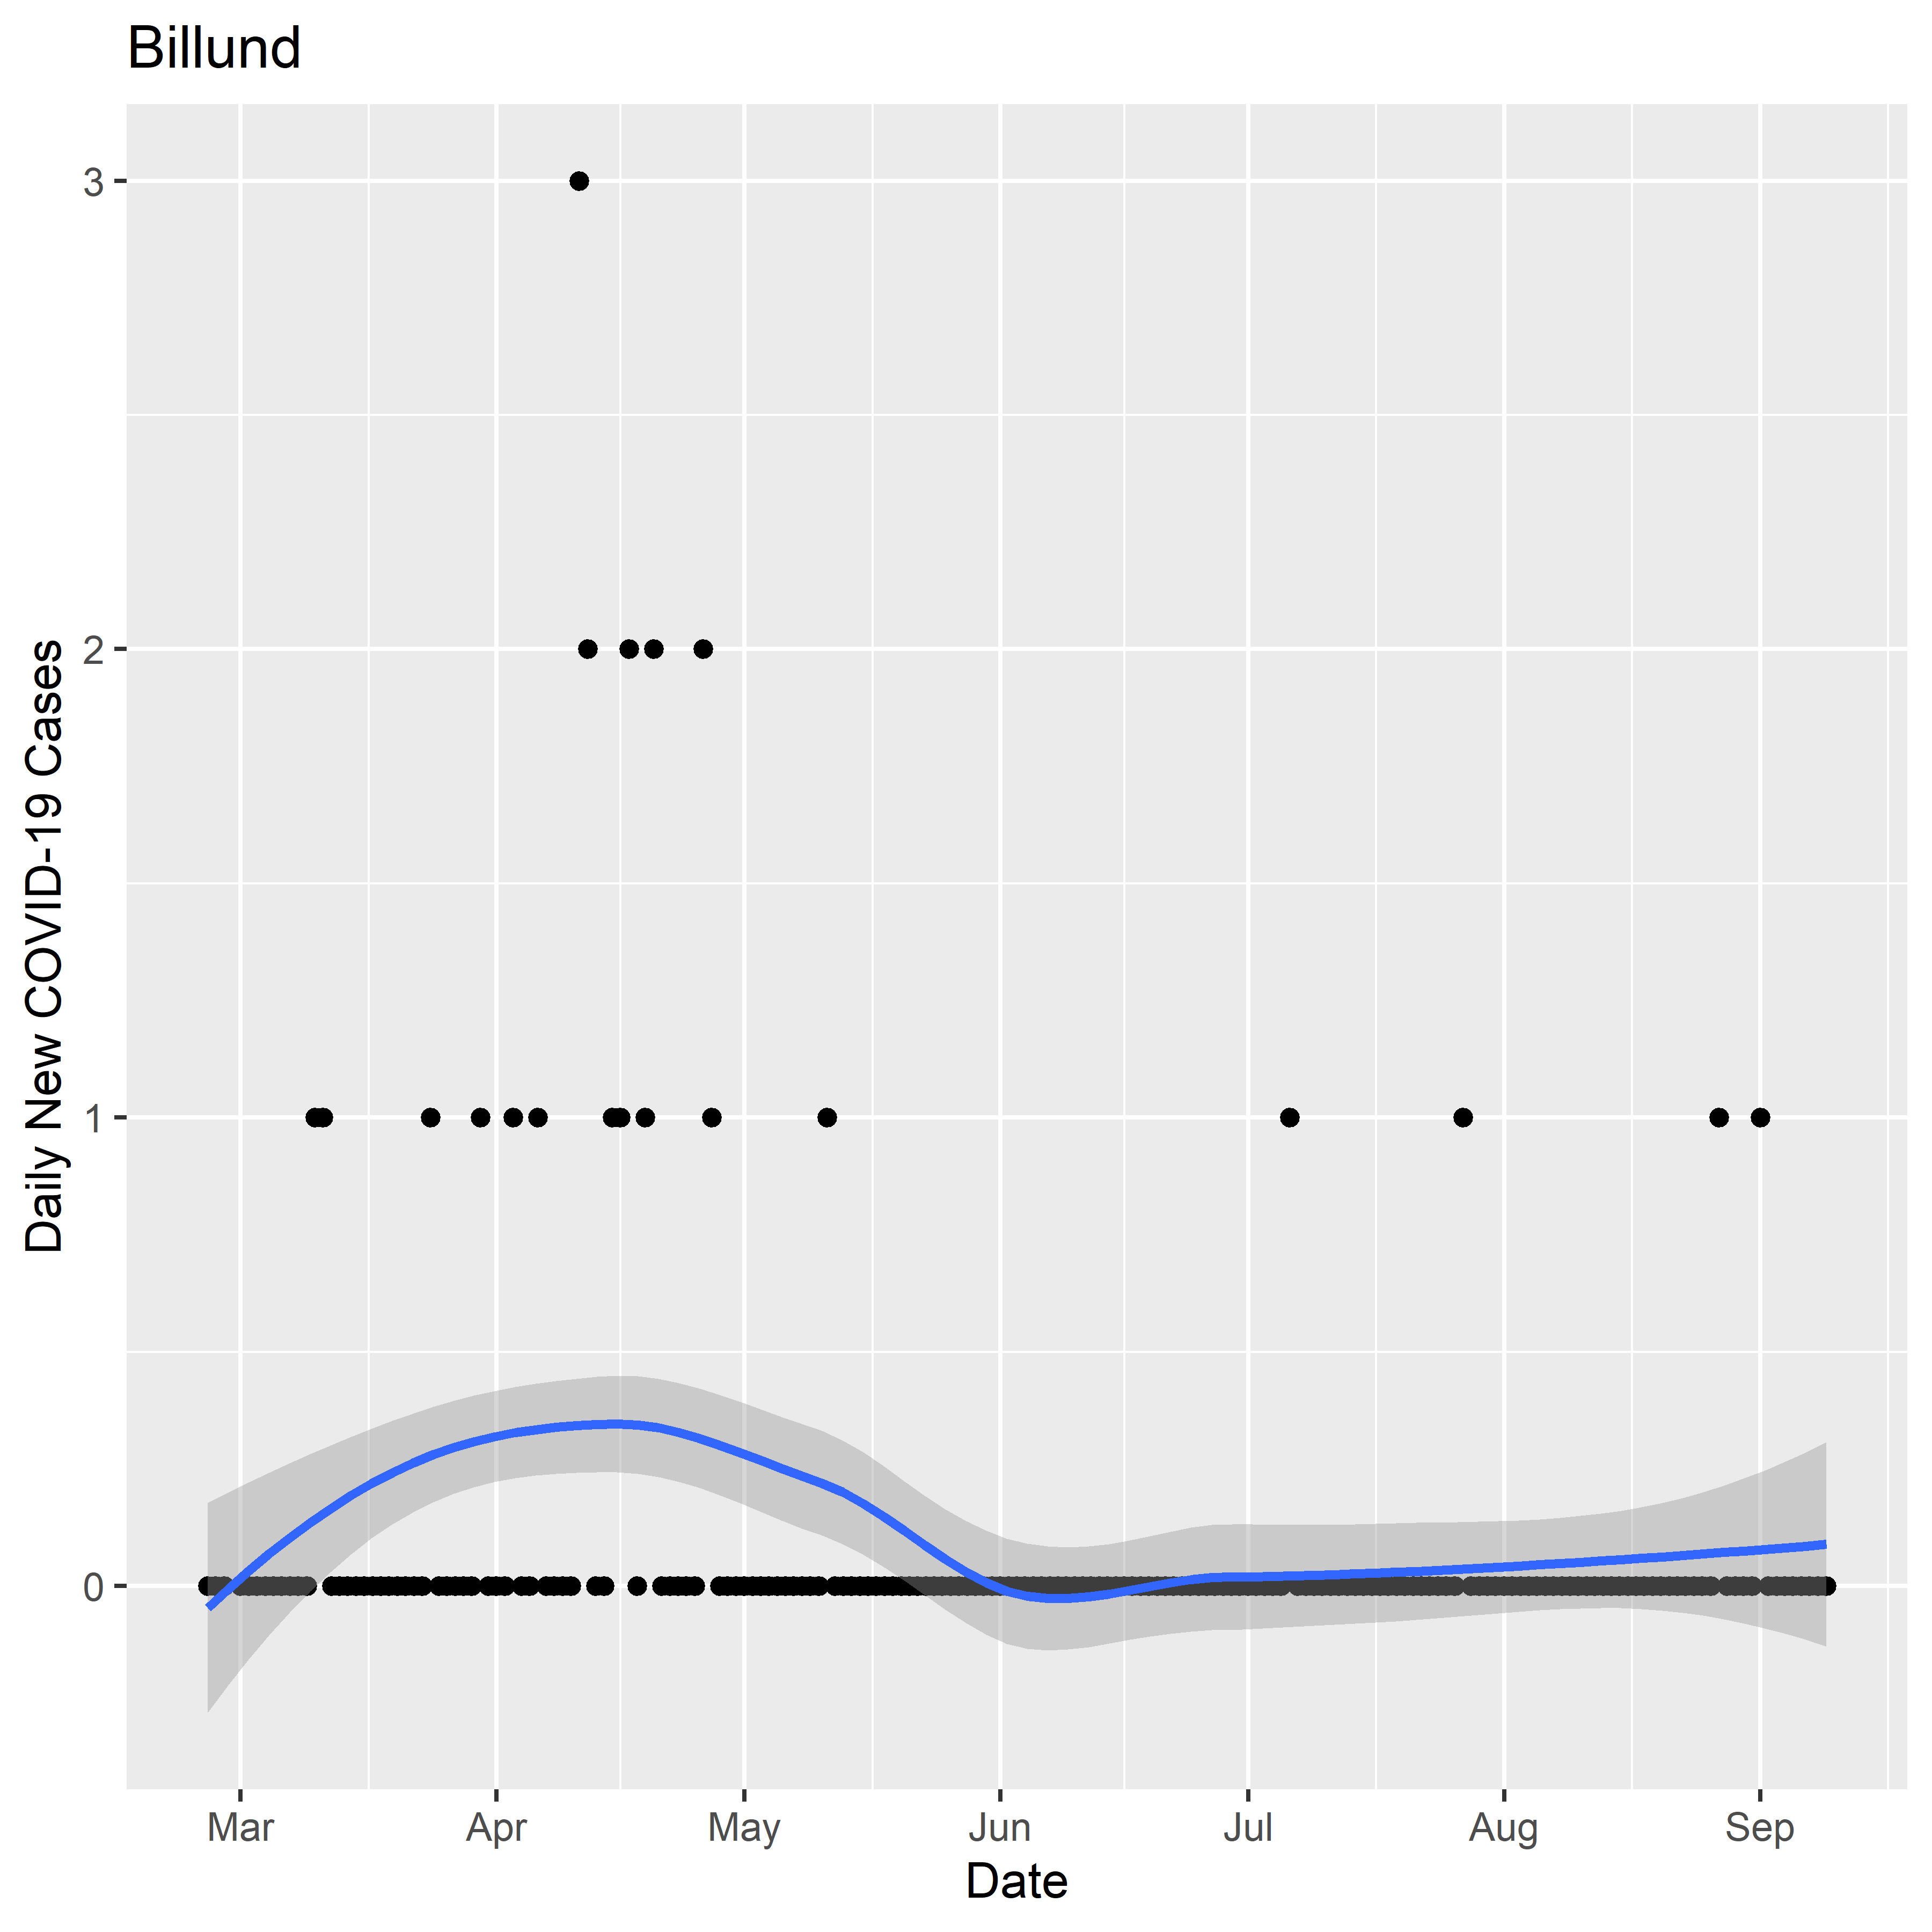 Billund
Daily New COVID-19 Cases
3
2
1
0
Mar Apr May Jun Jul Aug Sep
Date